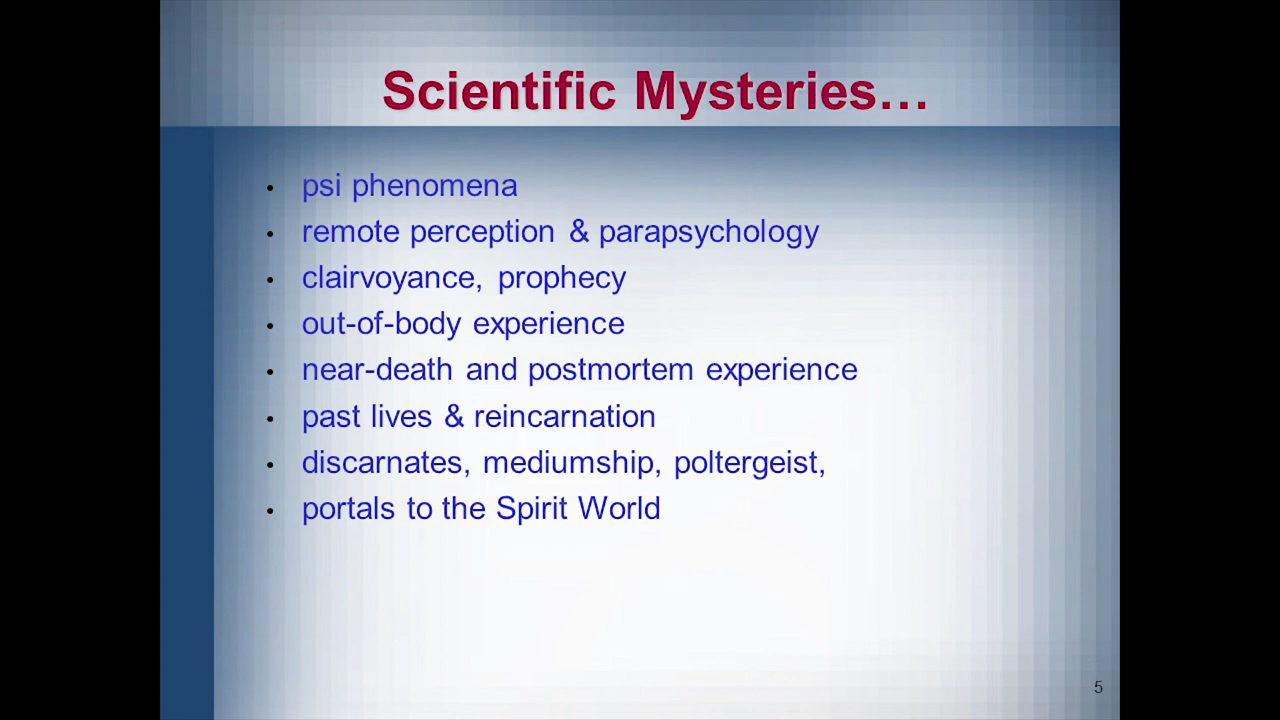 Scientific Mysteries…
• psi phenomena
• remote perception & parapsychology
• clairvoyance, prophecy
• out-of-body experience
• near-death and postmortem experience
• past lives & reincarnation
• discarnates, mediumship, poltergeist,
• portals to the Spirit World
5